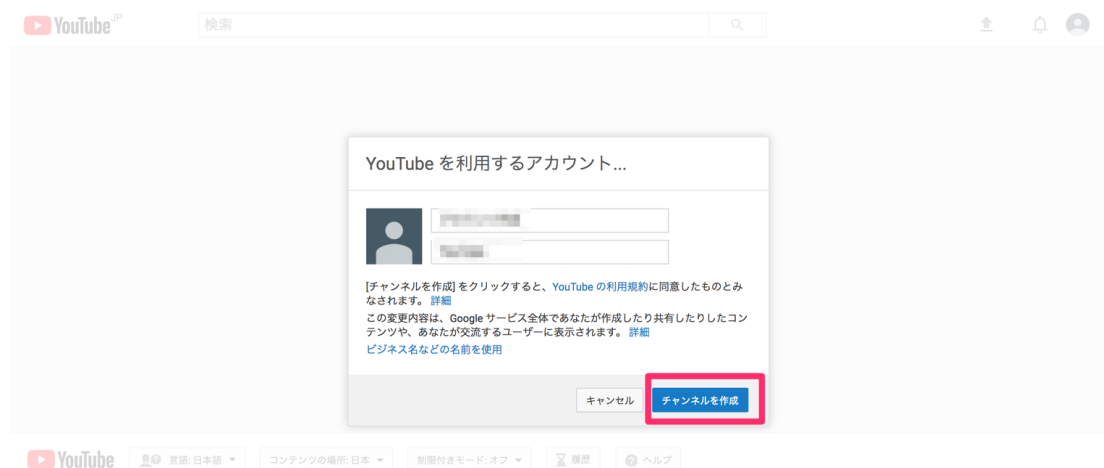 YouTube JP
検索
YouTube を利用するアカウント...
[チャンネルを作成] をクリックすると、YouTube の利用規約に同意したものとみ
なされます。 詳細
この変更内容は、Google サービス全体であなたが作成したり共有したりしたコン
テンツや、あなたが交流するユーザーに表示されます。 詳細
ビジネス名などの名前を使用
キャンセル
チャンネルを作成
YouTube
言語: 日本語
コンテンツの場所: 日本
制限付きモード: オフ
履歴
ヘルプ